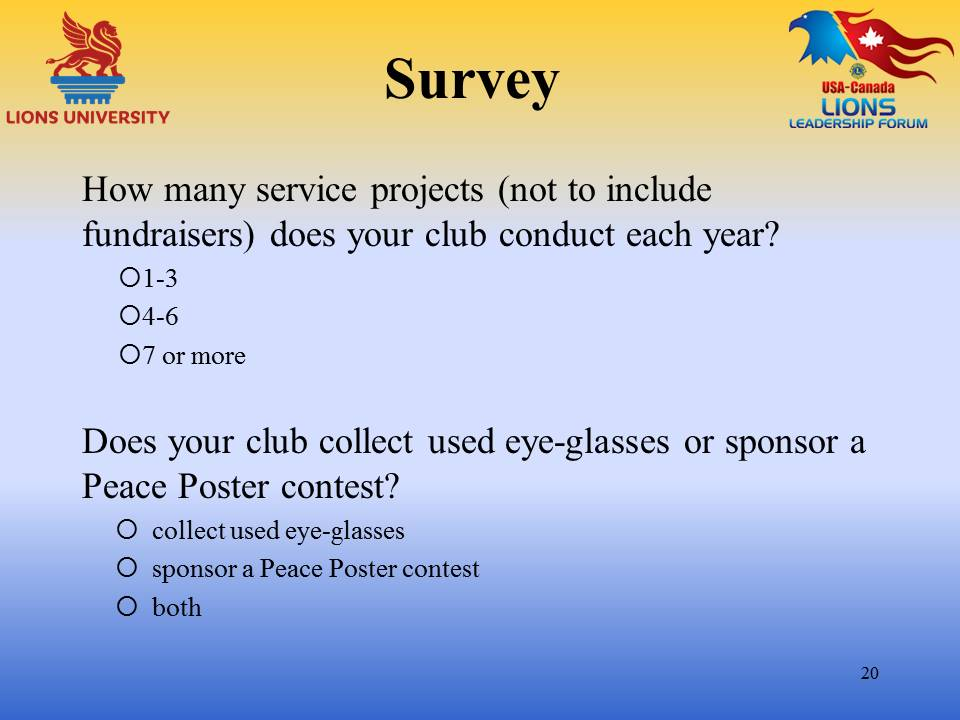 LIONS UNIVERSITY
Survey
USA-Canada
LIONS
LEADERSHIP FORUM
How many service projects (not to include
fundraisers) does your club conduct each year?
1-3
4-6
7 or more
Does your club collect used eye-glasses or sponsor a
Peace Poster contest?
collect used eye-glasses
sponsor a Peace Poster contest
both
20